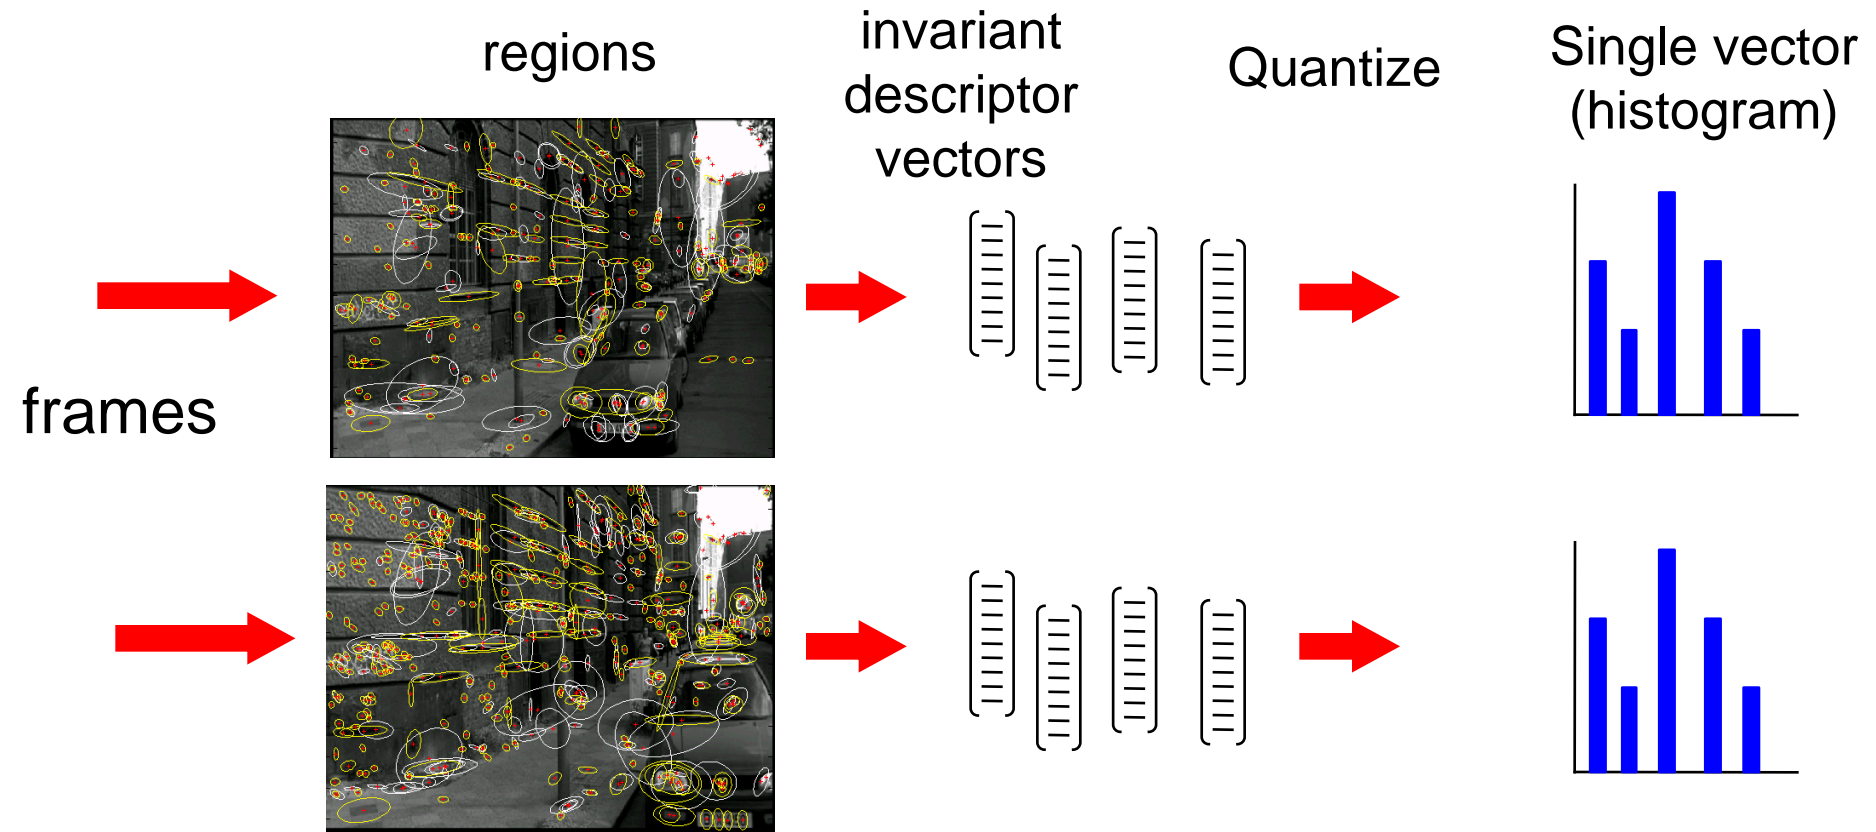 regions
invariant
descriptor
vectors
Quantize
Single vector
(histogram)
frames